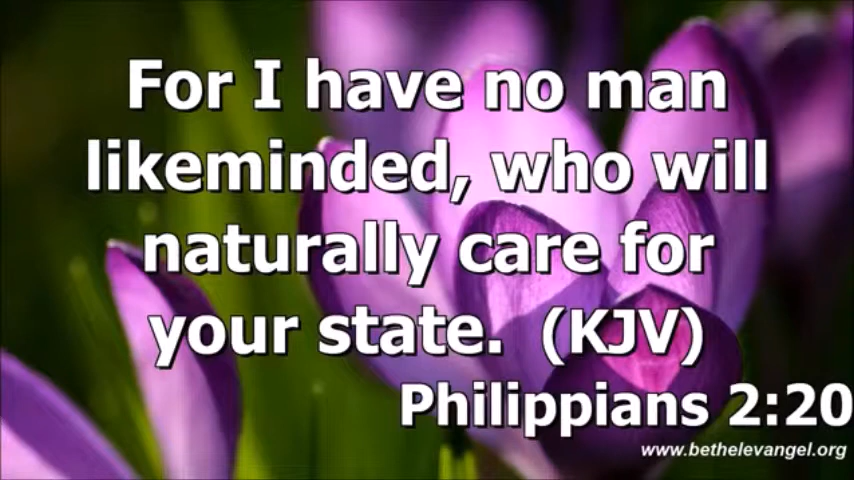 For I have no man
likeminded, who will
naturally care for
your state.  (KJV)
Philippians 2:20
www.bethelevangel.org